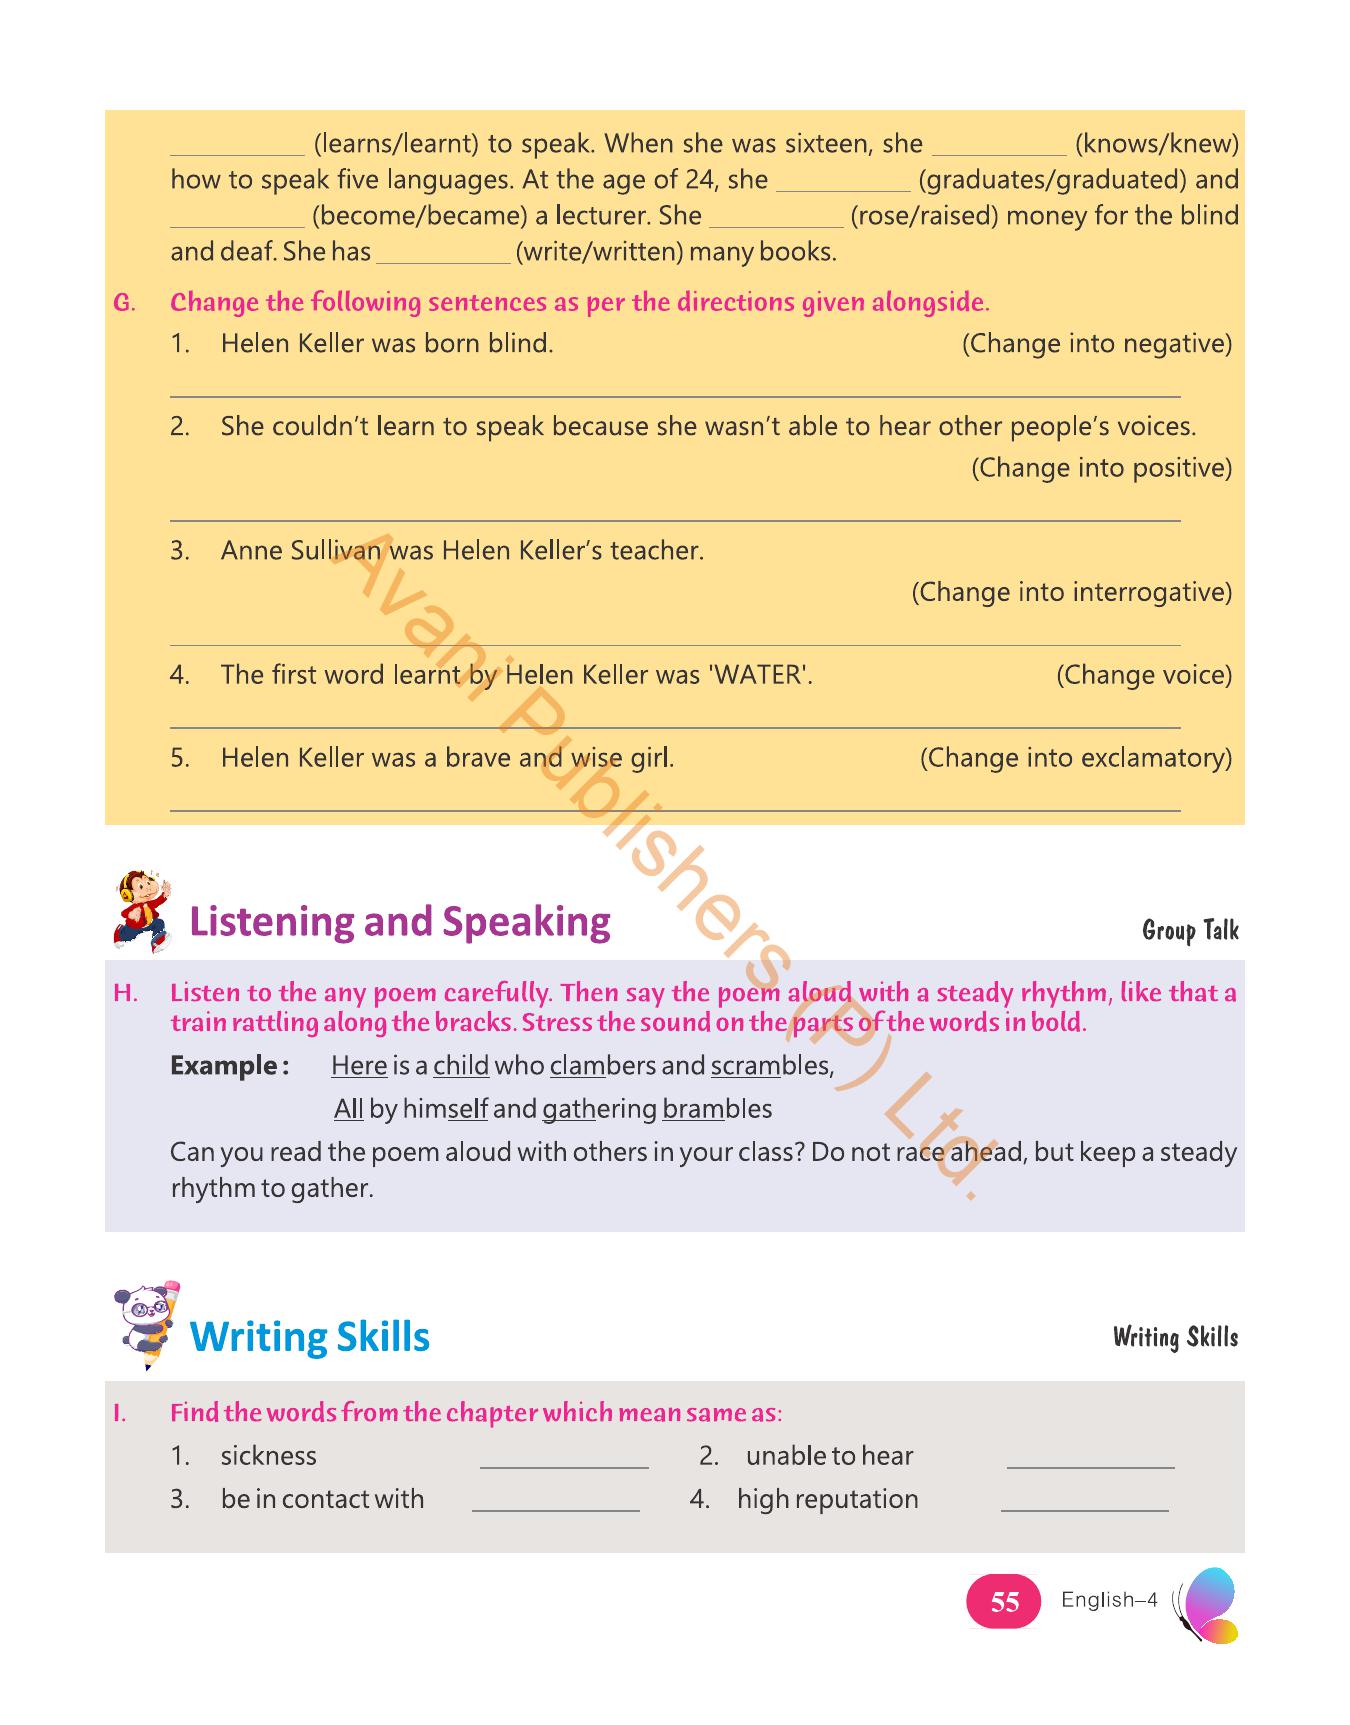 __________ (learns/learnt) to speak. When she was sixteen, she __________ (knows/knew)
how to speak five languages. At the age of 24, she __________ (graduates/graduated) and
__________ (become/became) a lecturer. She __________ (rose/raised) money for the blind
and deaf. She has __________ (write/written) many books.
G. Change the following sentences as per the directions given alongside.
1. Helen Keller was born blind. (Change into negative)
2. She couldn’t learn to speak because she wasn’t able to hear other people’s voices.
(Change into positive)
3. Anne Sullivan was Helen Keller’s teacher.
(Change into interrogative)
4. The first word learnt by Helen Keller was 'WATER'. (Change voice)
5. Helen Keller was a brave and wise girl. (Change into exclamatory)
Avani Publishers (P) Ltd.
Listening and Speaking
Group Talk
H. Listen to the any poem carefully. Then say the poem aloud with a steady rhythm, like that a
train rattling along the bracks. Stress the sound on the parts of the words in bold.
Example : Here is a child who clambers and scrambles,
All by himself and gathering brambles
Can you read the poem aloud with others in your class? Do not race ahead, but keep a steady
rhythm to gather.
Writing Skills
Writing Skills
I. Find the words from the chapter which mean same as:
1. sickness __________ 2. unable to hear __________
3. be in contact with __________ 4. high reputation __________
55 English–4